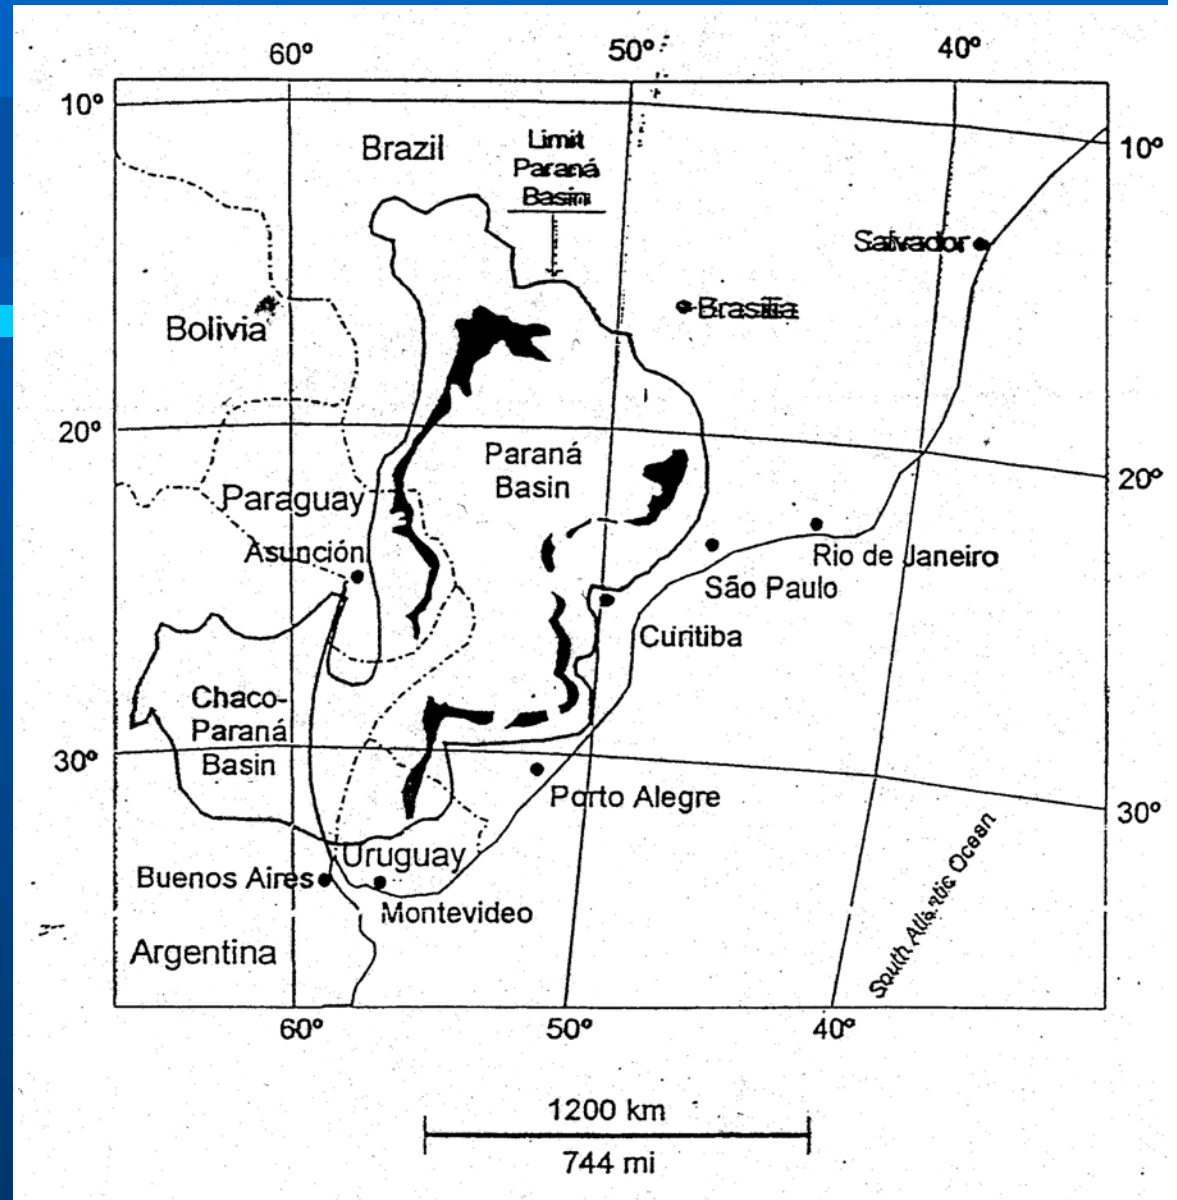 60°
50°
40°
10°
Brazil
Limit
Paraná
Basin
10°
Salvador
Brasilia
Bolivia
20°
Paraná
Basin
20°
Paraguay
Asunción
Rio de Janeiro
São Paulo
Curitiba
Chaco-
Paraná
Basin
30°
Porto Alegre
30°
Uruguay
Buenos Aires
Montevideo
Argentina
South Atlantic Ocean
60°
50°
40°
1200 km
744 mi